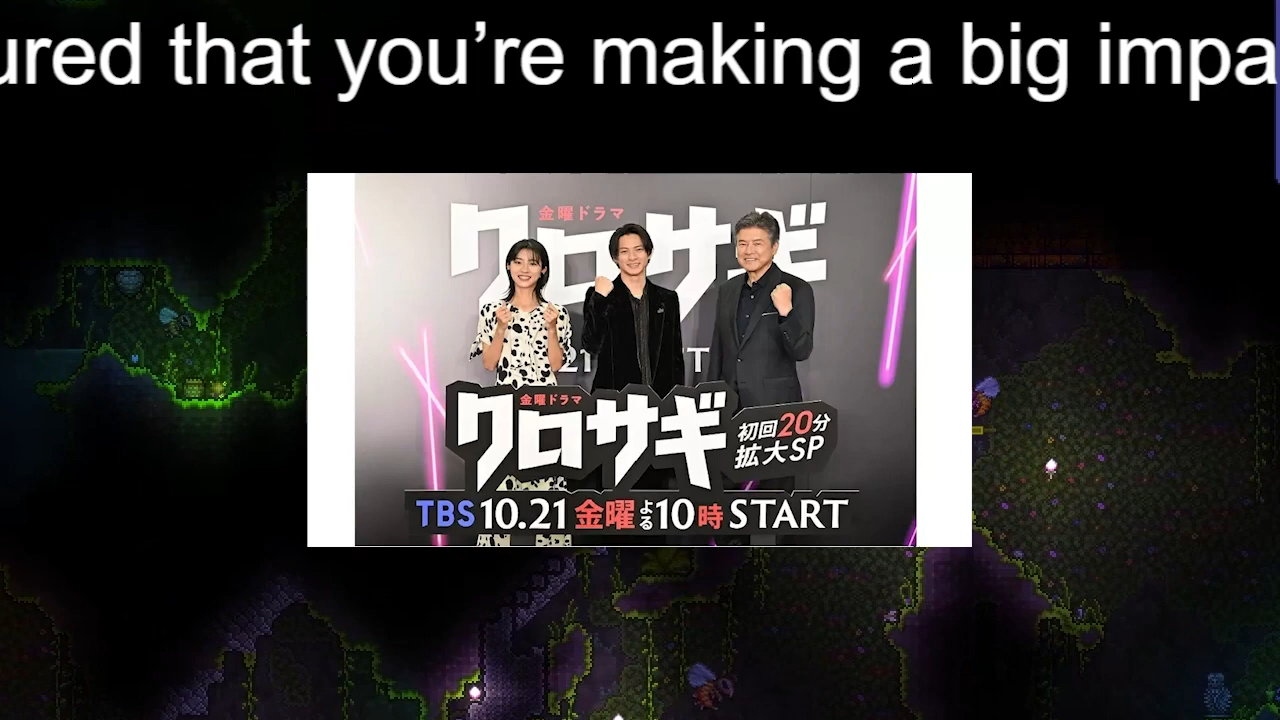 ured that you’re making a big impa
金曜ドラマ
クロサギ
21
T
金曜ドラマ
クロサギ
初回20分
拡大SP
TBS 10.21 金曜よる10時 START